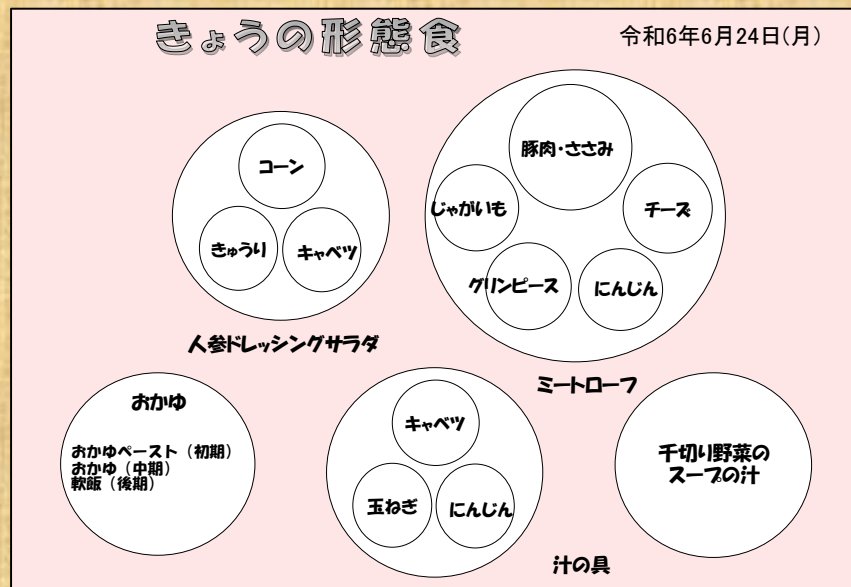 きょうの形態食
令和6年6月24日(月)
コーン
きゅうり
キャベツ
人参ドレッシングサラダ
豚肉・ささみ
じゃがいも
チーズ
グリンピース
にんじん
ミートローフ
おかゆ
おかゆペースト（初期）
おかゆ（中期）
軟飯（後期）
キャベツ
玉ねぎ
にんじん
汁の具
千切り野菜の
スープの汁